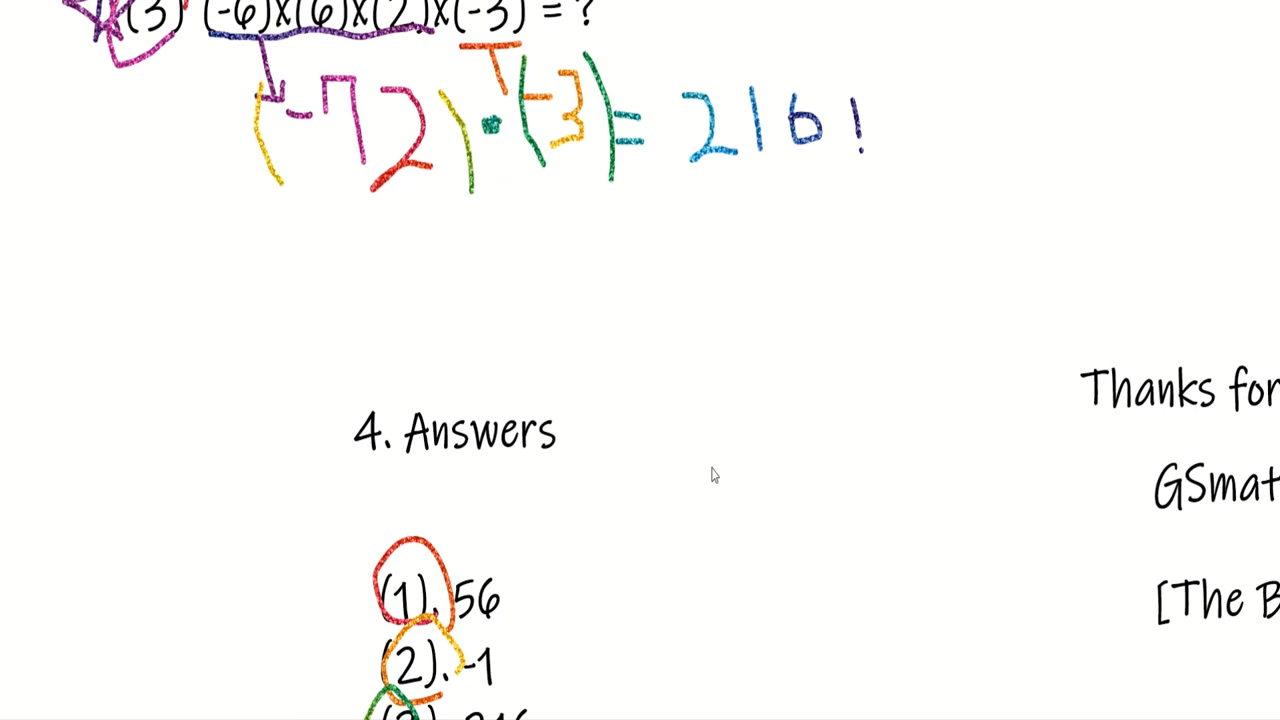 (3) (-6)x(6)x(2)x(-3) = ?
(-72)·(-3)= 216!
Thanks for
4. Answers
GSmat
(1). 56
[The B
(2). -1